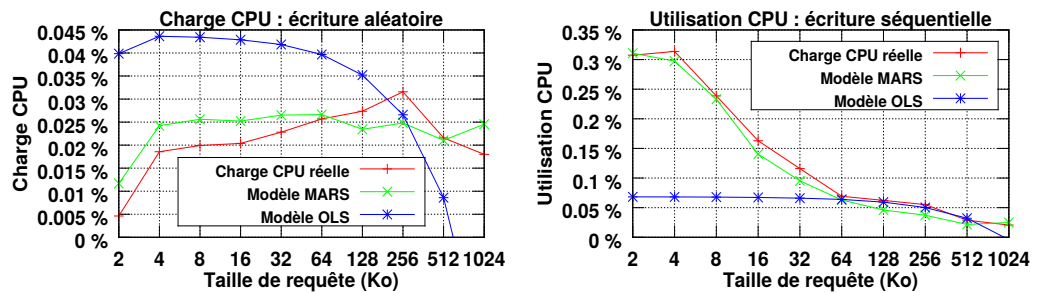 Charge CPU : écriture aléatoire
Charge CPU
0.045 %
0.04 %
0.035 %
0.03 %
0.025 %
0.02 %
0.015 %
0.01 %
0.005 %
0 %
Charge CPU réelle
Modèle MARS
Modèle OLS
2 4 8 16 32 64 128 256 512 1024
Taille de requête (Ko)
Utilisation CPU : écriture séquentielle
Utilisation CPU
0.35 %
0.3 %
0.25 %
0.2 %
0.15 %
0.1 %
0.05 %
0 %
Charge CPU réelle
Modèle MARS
Modèle OLS
2 4 8 16 32 64 128 256 512 1024
Taille de requête (Ko)